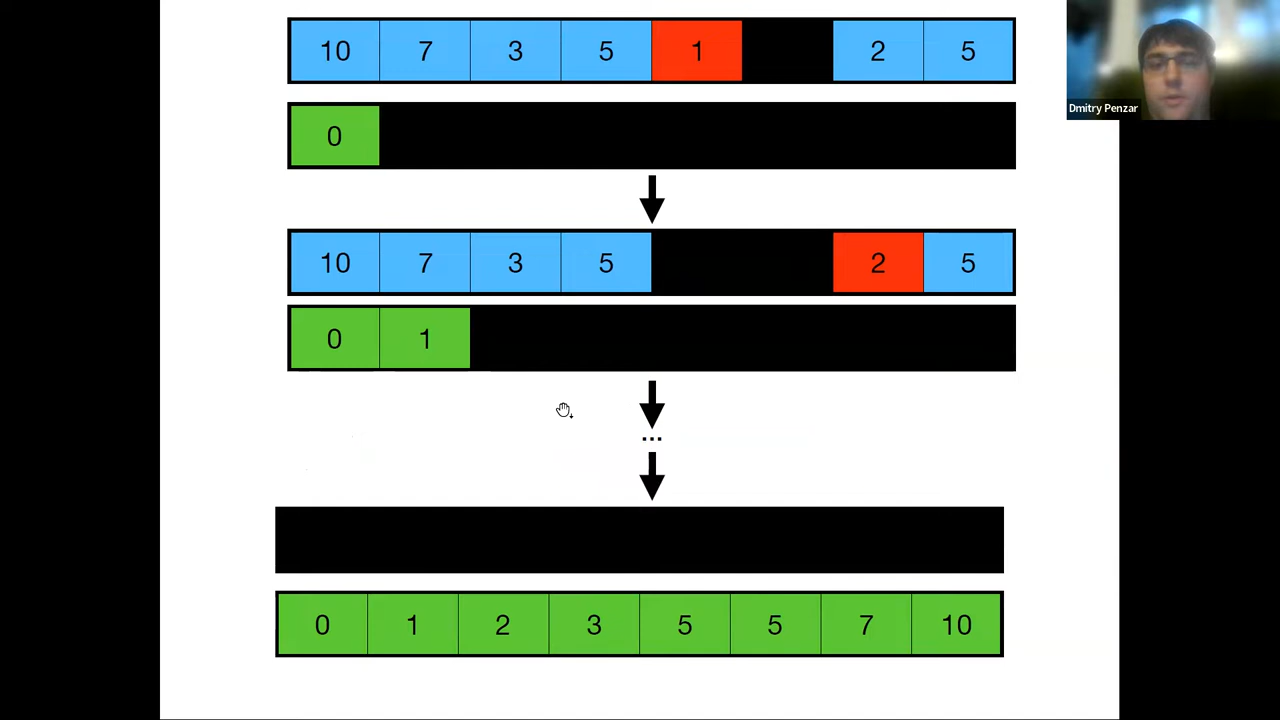 10 7 3 5 1 2 5
Dmitry Penzar
0
10 7 3 5 2 5
0 1
...
0 1 2 3 5 5 7 10